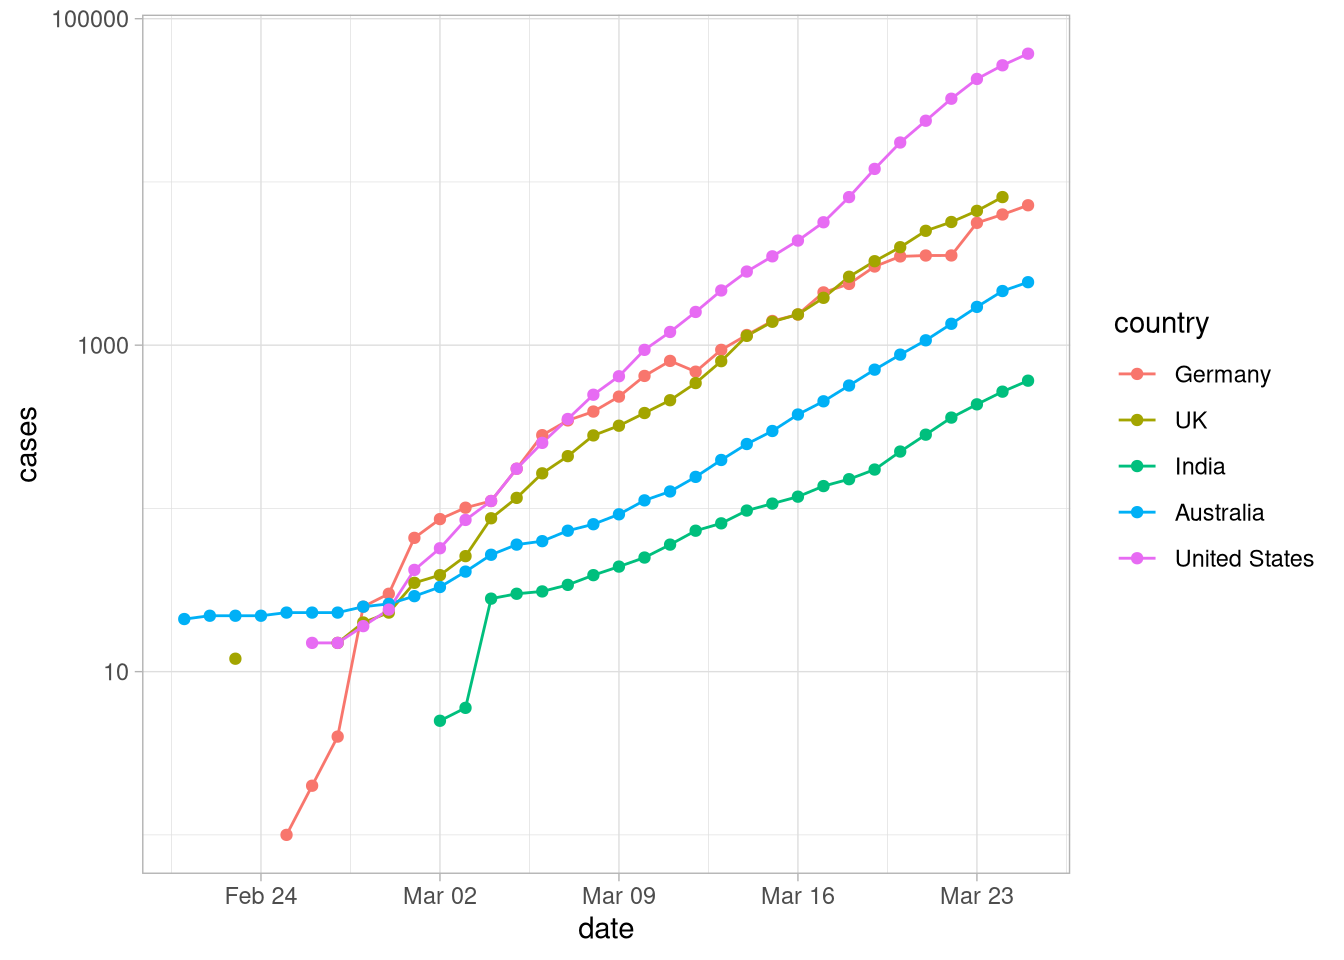 100000
1000
10
cases
Feb 24
Mar 02
Mar 09
Mar 16
Mar 23
date
country
Germany
UK
India
Australia
United States